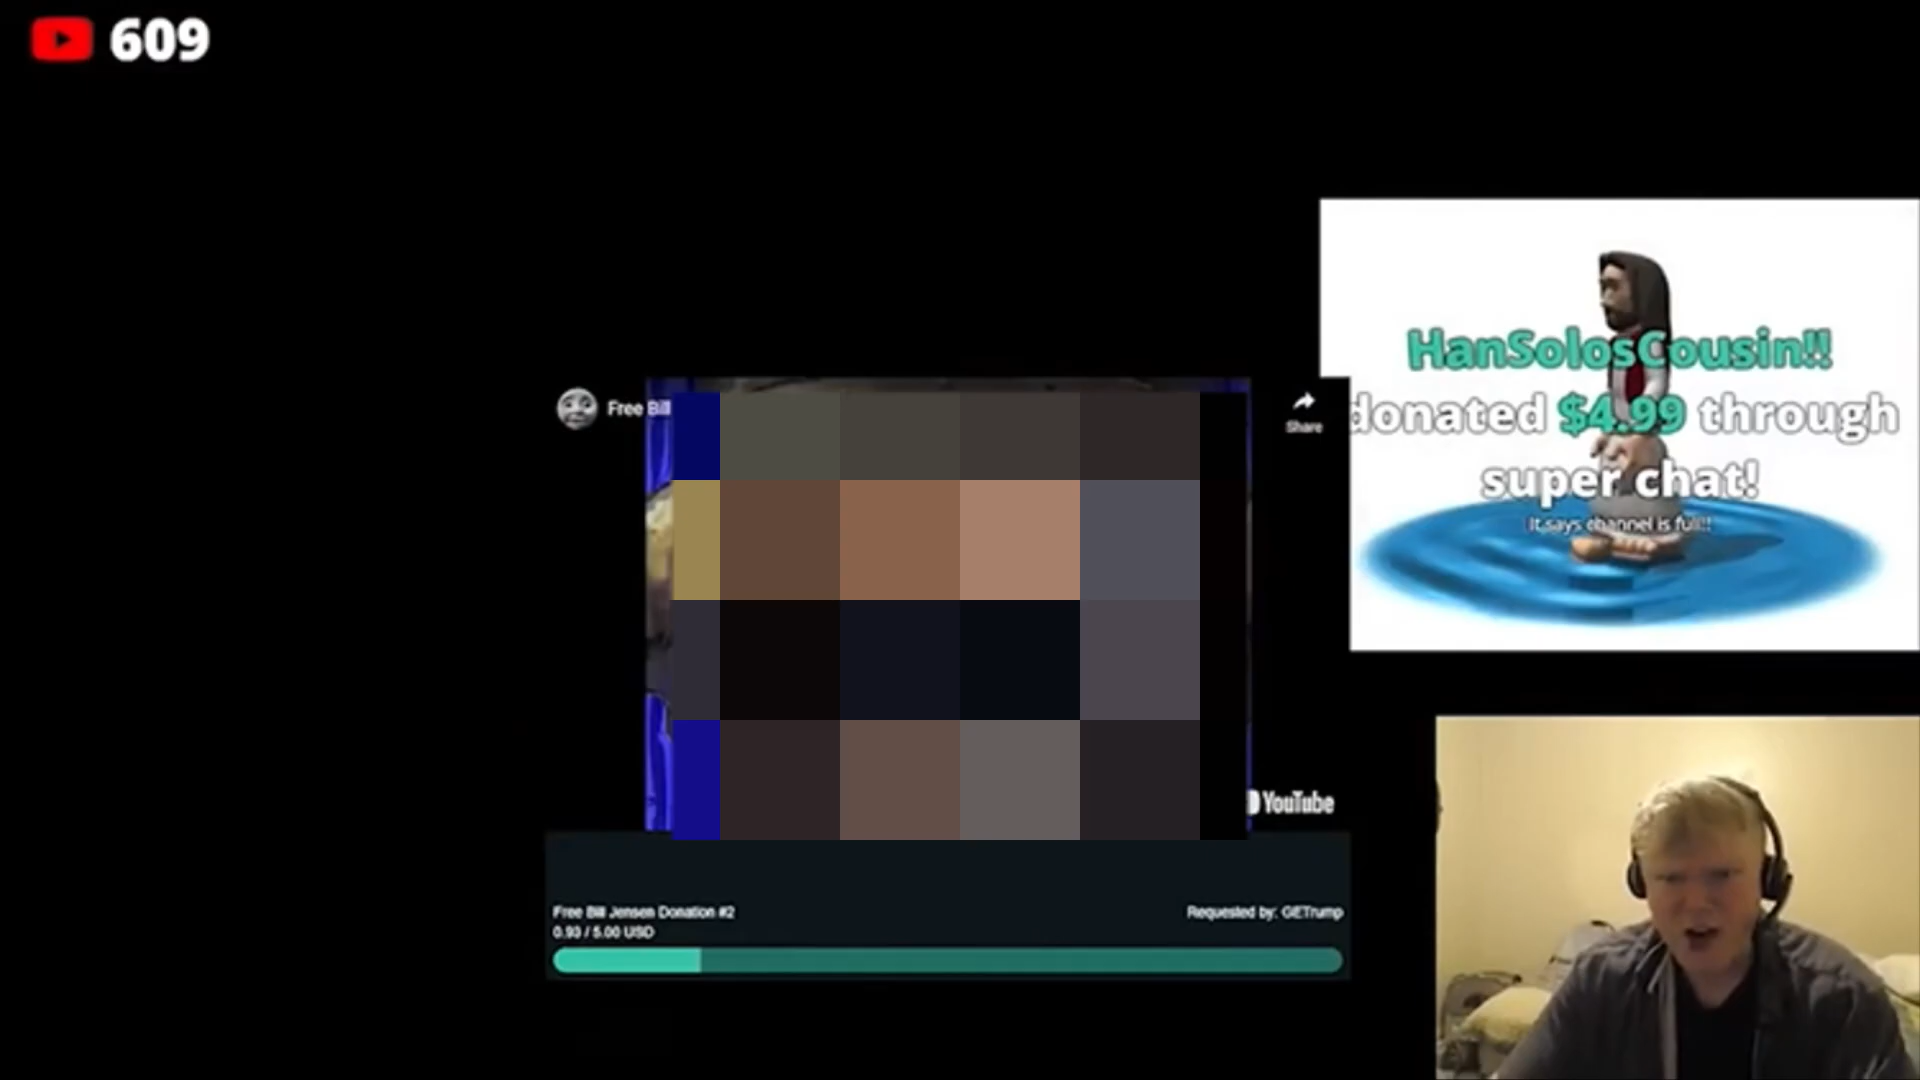 609
Free Bill
Share
HanSolosCousin!!
donated $4.99 through
super chat!
It says channel is full!!
YouTube
Free Bill Jensen Donation #2
Requested by: GETrump
0.93 / 5.00 USD